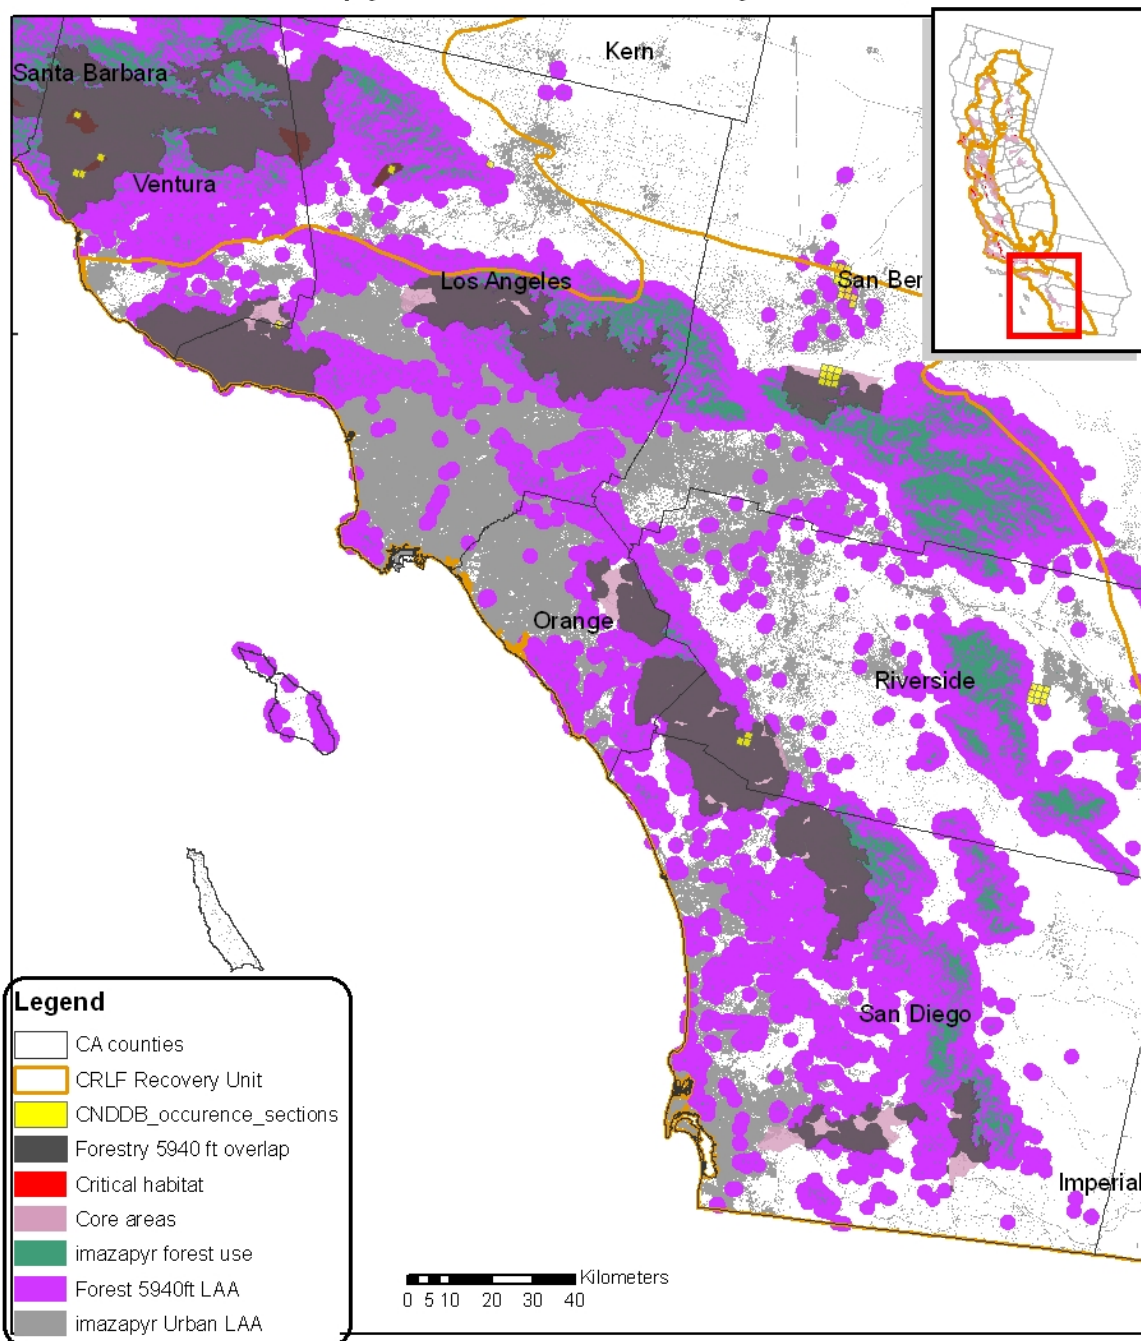 Kern
Santa Barbara
Ventura
San Ber
Los Angeles
Orange
Riverside
San Diego
Imperial
Legend
CA counties
CRLF Recovery Unit
CNDDB_occurence_sections
Forestry 5940 ft overlap
Critical habitat
Core areas
imazapyr forest use
Forest 5940ft LAA
imazapyr Urban LAA
Kilometers
0 5 10 20 30 40